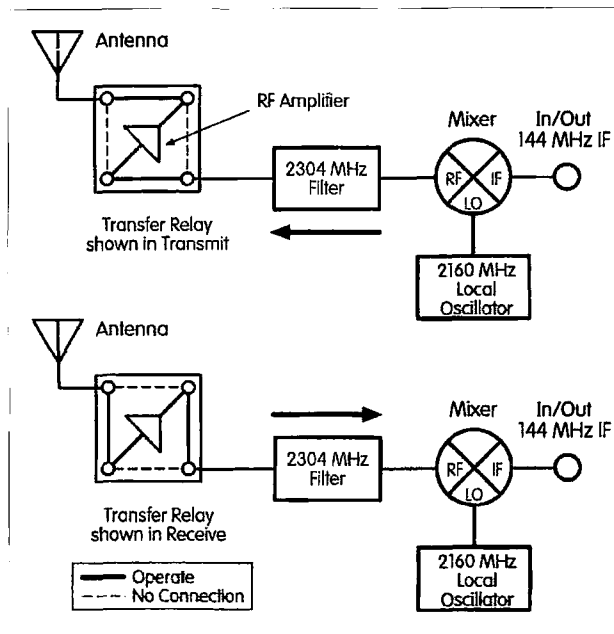 Antenna
RF Amplifier
Mixer
In/Out
144 MHz IF
2304 MHz
Filter
RF
IF
LO
Transfer Relay
shown in Transmit
2160 MHz
Local
Oscillator
Antenna
Mixer
In/Out
144 MHz IF
2304 MHz
Filter
RF
IF
LO
Transfer Relay
shown in Receive
2160 MHz
Local
Oscillator
Operate
No Connection